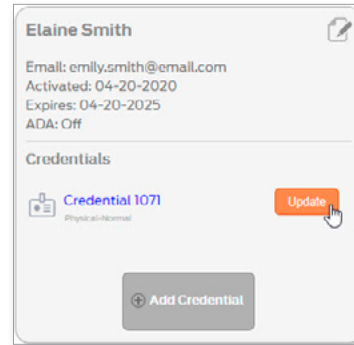 Elaine Smith
Email: emily.smith@email.com
Activated: 04-20-2020
Expires: 04-20-2025
ADA: Off
Credentials
Credential 1071
Update
Physical-Normal
Add Credential